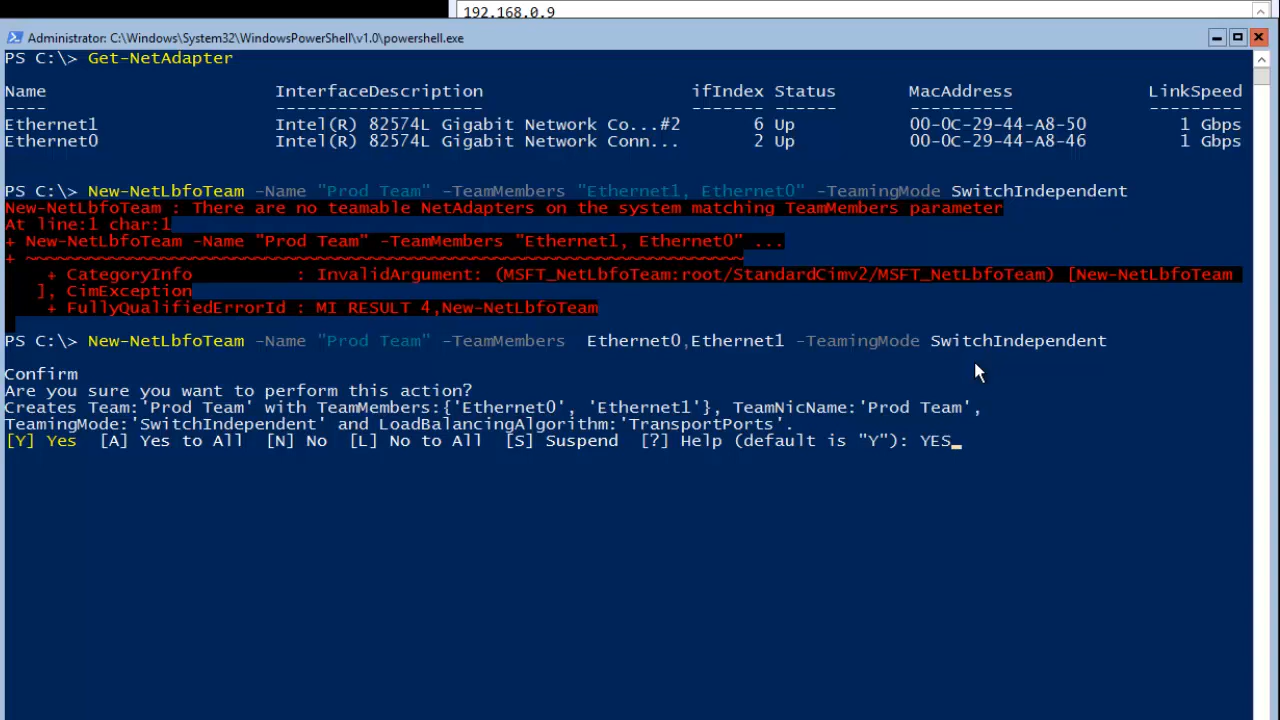 192.168.0.9
Administrator: C:\Windows\System32\WindowsPowerShell\v1.0\powershell.exe
PS C:\> Get-NetAdapter
Name InterfaceDescription ifIndex Status MacAddress LinkSpeed
---- -------------------- ------- ------ ---------- ---------
Ethernet1 Intel(R) 82574L Gigabit Network Co...#2 6 Up 00-0C-29-44-A8-50 1 Gbps
Ethernet0 Intel(R) 82574L Gigabit Network Conn... 2 Up 00-0C-29-44-A8-46 1 Gbps
PS C:\> New-NetLbfoTeam -Name "Prod Team" -TeamMembers "Ethernet1, Ethernet0" -TeamingMode SwitchIndependent
New-NetLbfoTeam : There are no teamable NetAdapters on the system matching TeamMembers parameter
At line:1 char:1
+ New-NetLbfoTeam -Name "Prod Team" -TeamMembers "Ethernet1, Ethernet0" ...
+ ~~~~~~~~~~~~~~~~~~~~~~~~~~~~~~~~~~~~~~~~~~~~~~~~~~~~~~~~~~~~~~~~~~~~~
+ CategoryInfo : InvalidArgument: (MSFT_NetLbfoTeam:root/StandardCimv2/MSFT_NetLbfoTeam) [New-NetLbfoTeam
], CimException
+ FullyQualifiedErrorId : MI RESULT 4,New-NetLbfoTeam
PS C:\> New-NetLbfoTeam -Name "Prod Team" -TeamMembers Ethernet0,Ethernet1 -TeamingMode SwitchIndependent
Confirm
Are you sure you want to perform this action?
Creates Team:'Prod Team' with TeamMembers:{'Ethernet0', 'Ethernet1'}, TeamNicName:'Prod Team',
TeamingMode:'SwitchIndependent' and LoadBalancingAlgorithm:'TransportPorts'.
[Y] Yes [A] Yes to All [N] No [L] No to All [S] Suspend [?] Help (default is "Y"): YES_